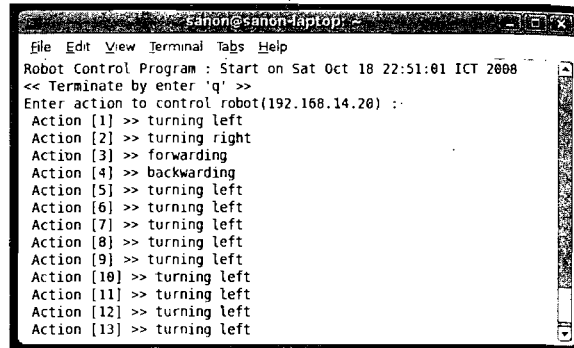 sanon@sanon-laptop: ~
File Edit View Terminal Tabs Help
Robot Control Program : Start on Sat Oct 18 22:51:01 ICT 2008
<< Terminate by enter 'q' >>
Enter action to control robot(192.168.14.20) :
Action [1] >> turning left
Action [2] >> turning right
Action [3] >> forwarding
Action [4] >> backwarding
Action [5] >> turning left
Action [6] >> turning left
Action [7] >> turning left
Action [8] >> turning left
Action [9] >> turning left
Action [10] >> turning left
Action [11] >> turning left
Action [12] >> turning left
Action [13] >> turning left